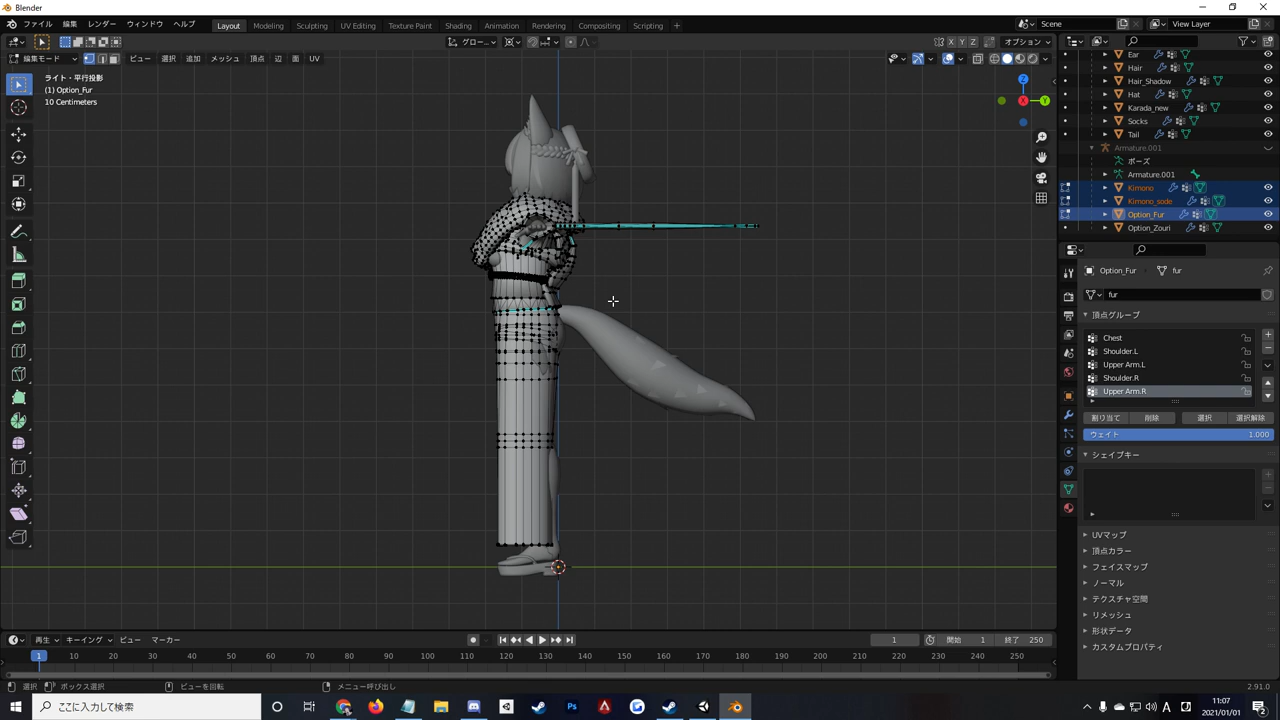 Blender
ファイル 編集 レンダー ウィンドウ ヘルプ
Layout Modeling Sculpting UV Editing Texture Paint Shading Animation Rendering Compositing Scripting +
Scene
View Layer
グロー...
X Y Z
オプション
編集モード
ビュー 選択 追加 メッシュ 頂点 辺 面 UV
ライト・平行投影
(1) Option_Fur
10 Centimeters
Z
X
Y
Ear
Hair
Hair_Shadow
Hat
Karada_new
Socks
Tail
Armature.001
ポーズ
Armature.001
Kimono
Kimono_sode
Option_Fur
Option_Zouri
Option_Fur
fur
fur
頂点グループ
Chest
Shoulder.L
Upper Arm.L
Shoulder.R
Upper Arm.R
割り当て 削除 選択 選択解除
ウェイト 1.000
シェイプキー
UVマップ
頂点カラー
フェイスマップ
ノーマル
テクスチャ空間
リメッシュ
形状データ
カスタムプロパティ
再生 キーイング ビュー マーカー
1
開始 1
終了 250
1 10 20 30 40 50 60 70 80 90 100 110 120 130 140 150 160 170 180 190 200 210 220 230 240 250
選択 ボックス選択 ビューを回転 メニュー呼び出し
2.91.0
ここに入力して検索
11:07
2021/01/01